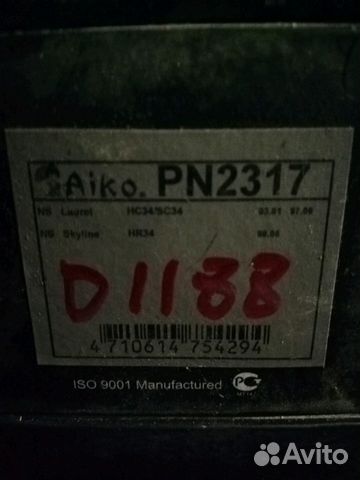 Aiko. PN2317
NS Laurel HC34/SC34
NS Skyline HR34
D1188
4 710614 754294
ISO 9001 Manufactured
Avito